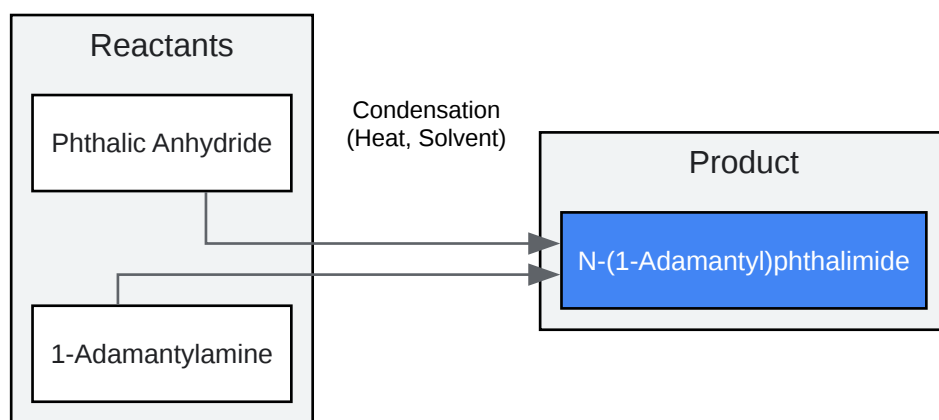 Reactants
Phthalic Anhydride
1-Adamantylamine
Condensation
(Heat, Solvent)
Product
N-(1-Adamantyl)phthalimide